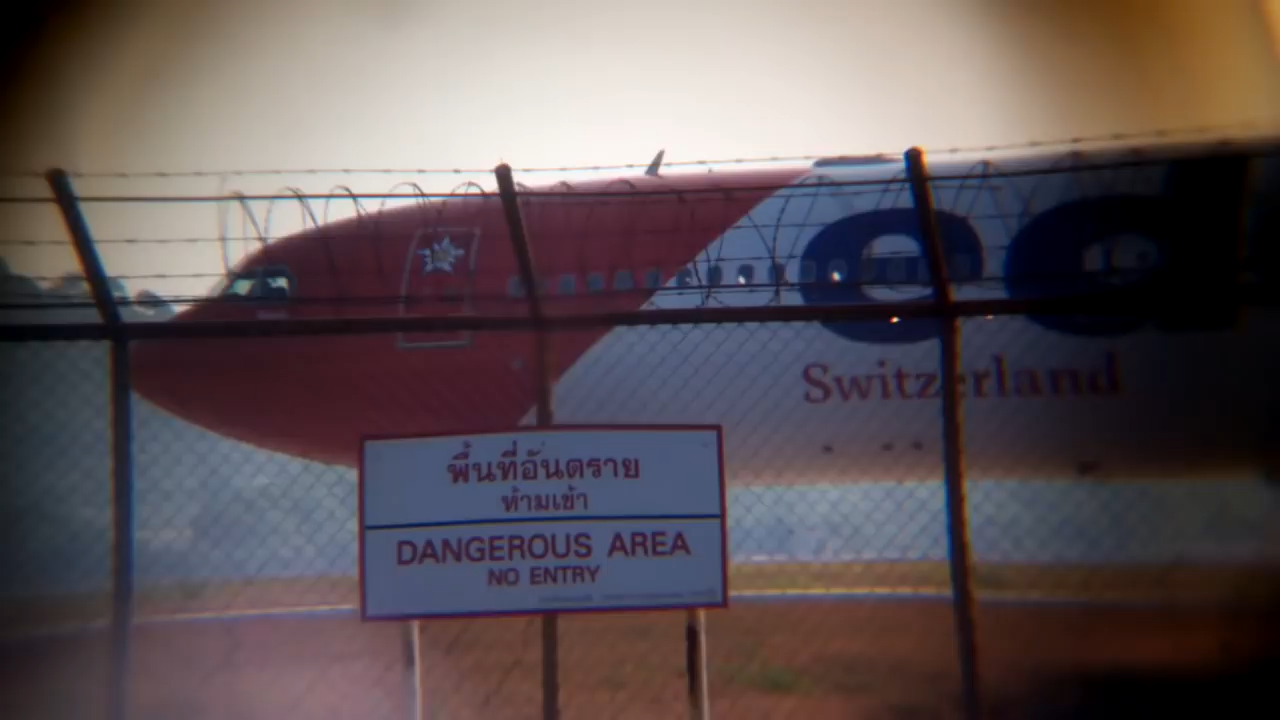 ed
Switzerland
พื้นที่อันตราย
ห้ามเข้า
DANGEROUS AREA
NO ENTRY